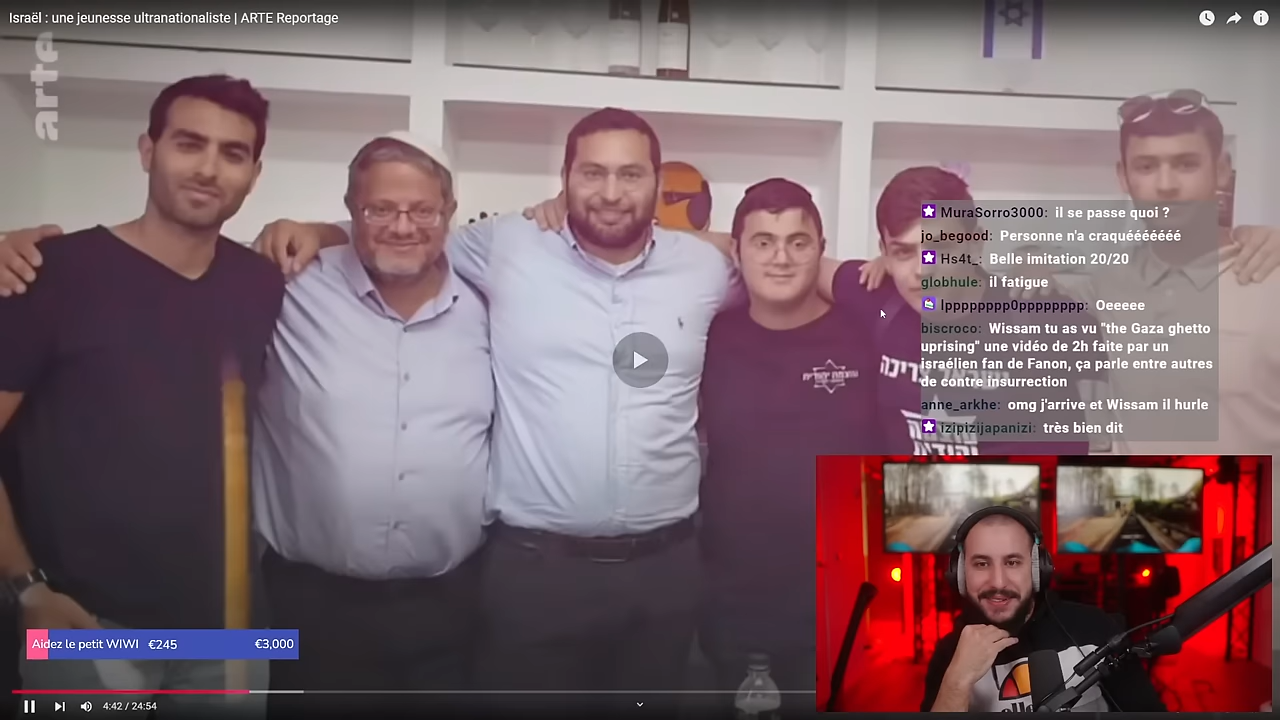 Israël : une jeunesse ultranationaliste | ARTE Reportage
arte
MuraSorro3000: il se passe quoi ?
jo_begood: Personne n'a craquééééééé
Hs4t_: Belle imitation 20/20
globhule: il fatigue
lpppppppp0pppppppp: Oeeeee
biscroco: Wissam tu as vu "the Gaza ghetto
uprising" une vidéo de 2h faite par un
israélien fan de Fanon, ça parle entre autres
de contre insurrection
anne_arkhe: omg j'arrive et Wissam il hurle
izipizijapanizi: très bien dit
עוצמה יהודית
Aidez le petit WIWI €245 €3,000
4:42 / 24:54